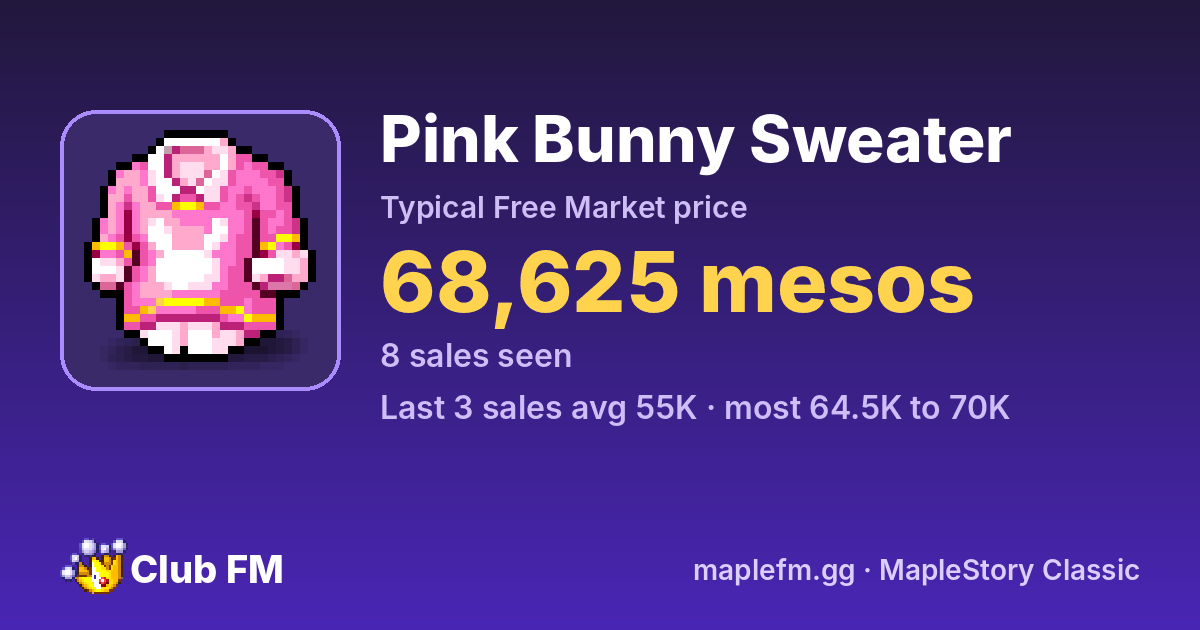 Pink Bunny Sweater
Typical Free Market price
68,625 mesos
8 sales seen
Last 3 sales avg 55K · most 64.5K to 70K
Club FM
maplefm.gg · MapleStory Classic